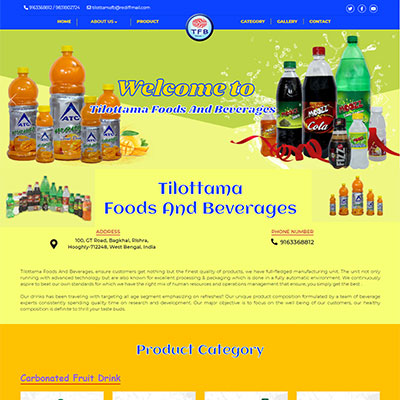 9163368812 / 9831802724 tilottamafb@rediffmail.com
HOME ABOUT US PRODUCT TFB CATEGORY GALLERY CONTACT
Welcome to
Tilottama Foods And Beverages
ATC ATC ATC
Cola
FIZZ
Tilottama
Foods And Beverages
ADDRESS
100, GT Road, Bagkhal, Rishra,
Hooghly-712248, West Bengal, India
PHONE NUMBER
9163368812
Tilottama Foods And Beverages, ensure customers get nothing but the finest quality of products, we have full-fledged manufacturing unit. The unit not only
running with advanced technology but are also known for excellent processing & packaging which is done in a fully automatic environment. We continuously
aspire to beat our own standards for which we have the right mix of human resources and operations management that ensure, you simply get the best .
Our drinks has been traveling with targeting all age segment emphasizing on refreshes!! Our unique product composition formulated by a team of beverage
experts consistently spending quality time on research and development. Our major objective is to focus on the well being of our customers, our healthy
composition is definite to thrill your taste buds.
Product Category
Carbonated Fruit Drink